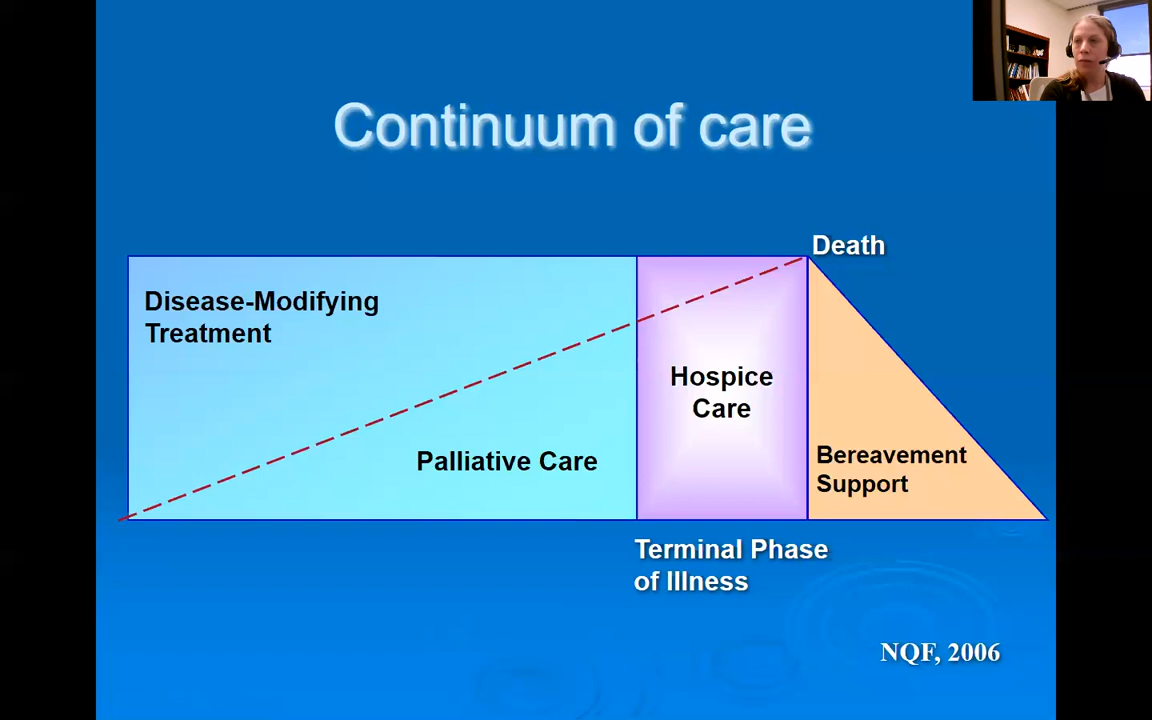 Continuum of care
Death
Disease-Modifying
Treatment
Hospice
Care
Palliative Care
Bereavement
Support
Terminal Phase
of Illness
NQF, 2006